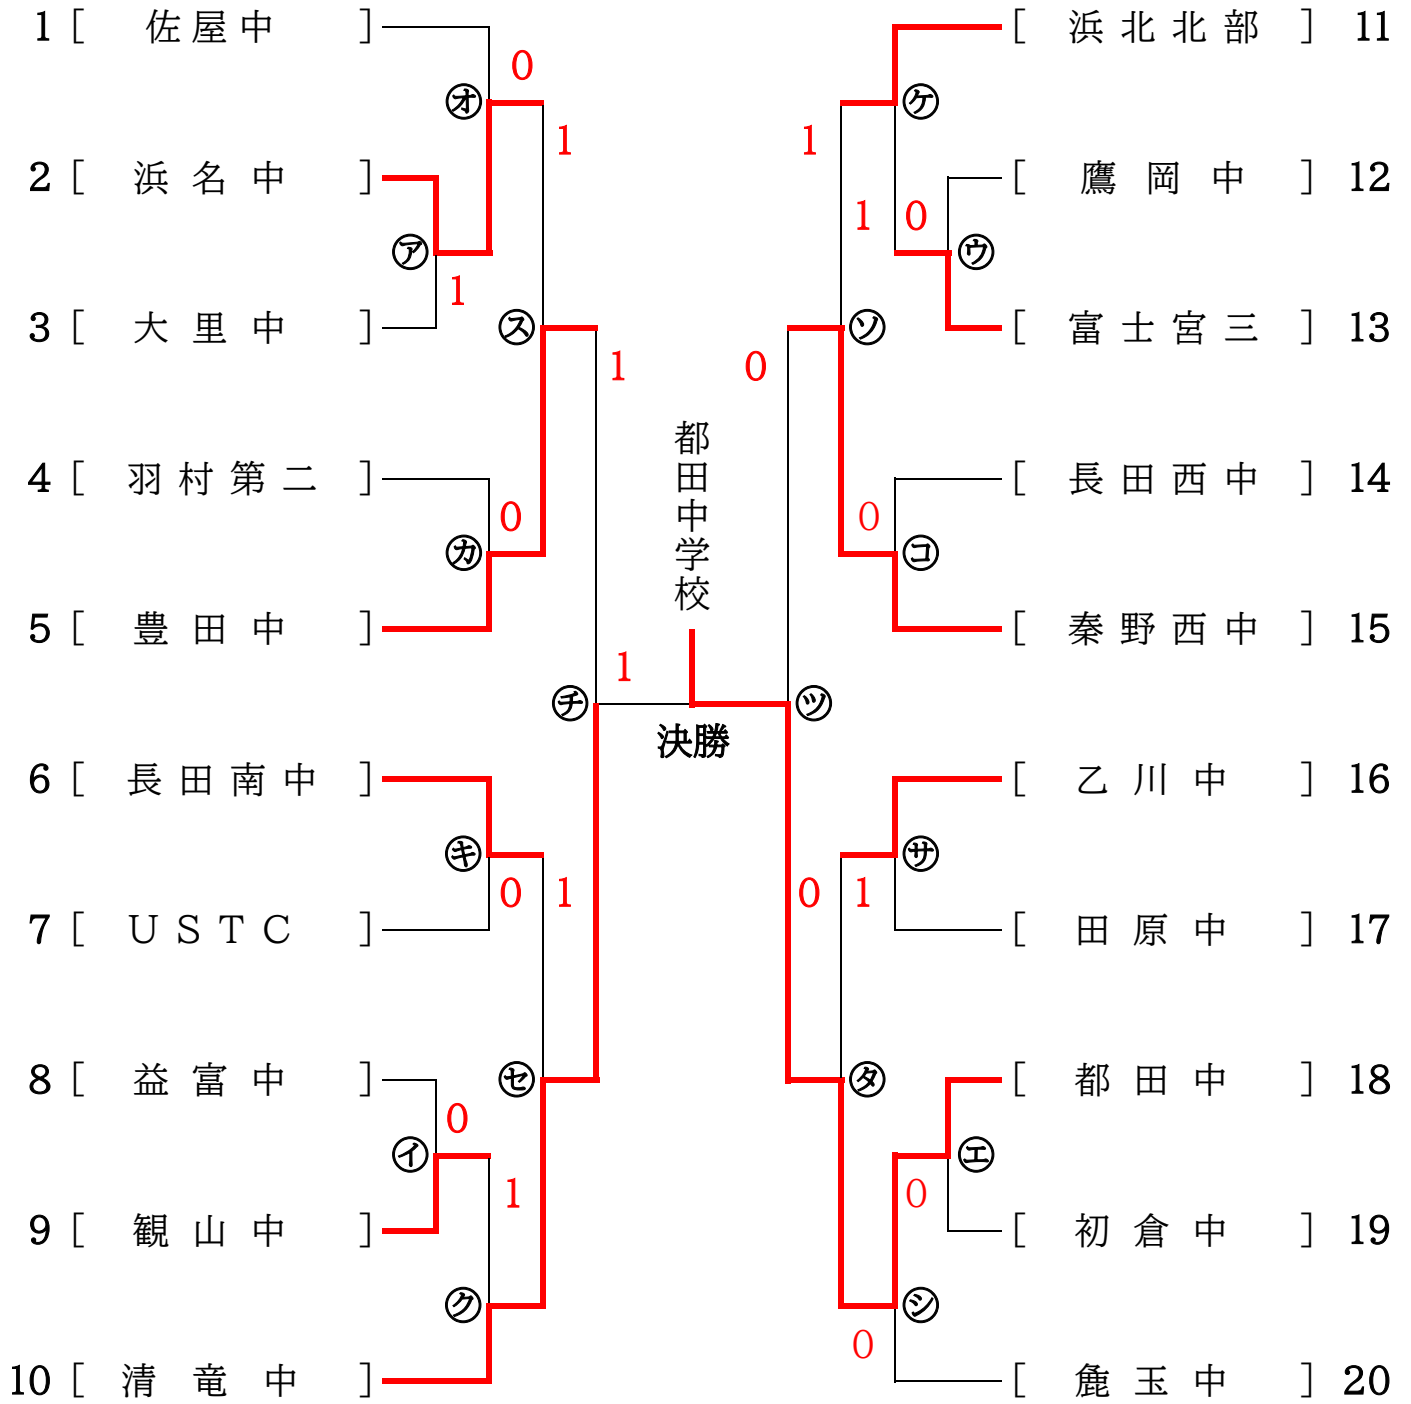 1 [ 佐屋中 ]
0
オ
1
2 [ 浜名中 ]
ア
1
3 [ 大里中 ]
ス
1
4 [ 羽村第二 ]
0
カ
5 [ 豊田中 ]
1
チ
6 [ 長田南中 ]
キ
0 1
7 [ USTC ]
8 [ 益富中 ]
セ
0
イ
1
9 [ 観山中 ]
ク
10 [ 清竜中 ]
都田中学校
決勝
[ 浜北北部 ] 11
ケ
1
[ 鷹岡中 ] 12
1 0
ウ
[ 富士宮三 ] 13
ソ
0
[ 長田西中 ] 14
0
コ
[ 秦野西中 ] 15
ツ
[ 乙川中 ] 16
サ
0 1
[ 田原中 ] 17
[ 都田中 ] 18
タ
エ
0
[ 初倉中 ] 19
シ
0
[ 麁玉中 ] 20